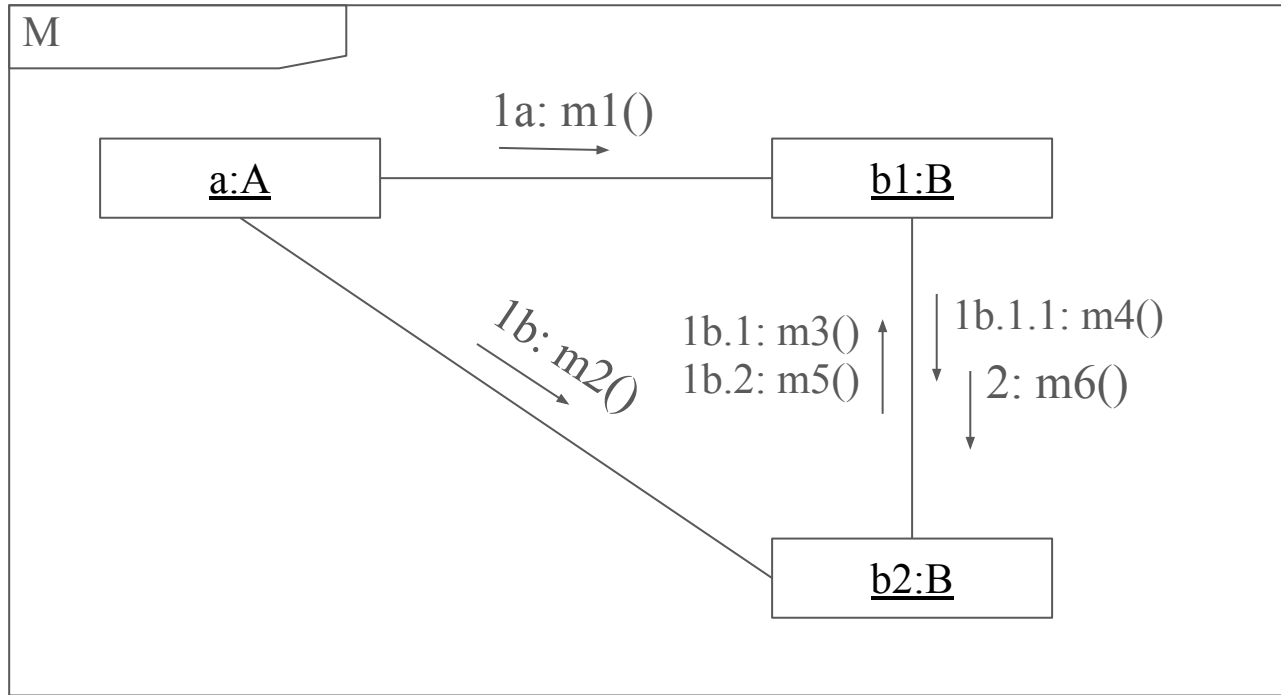 M
1a: m1()
a:A
b1:B
1b: m2()
1b.1: m3()
1b.2: m5()
1b.1.1: m4()
2: m6()
b2:B